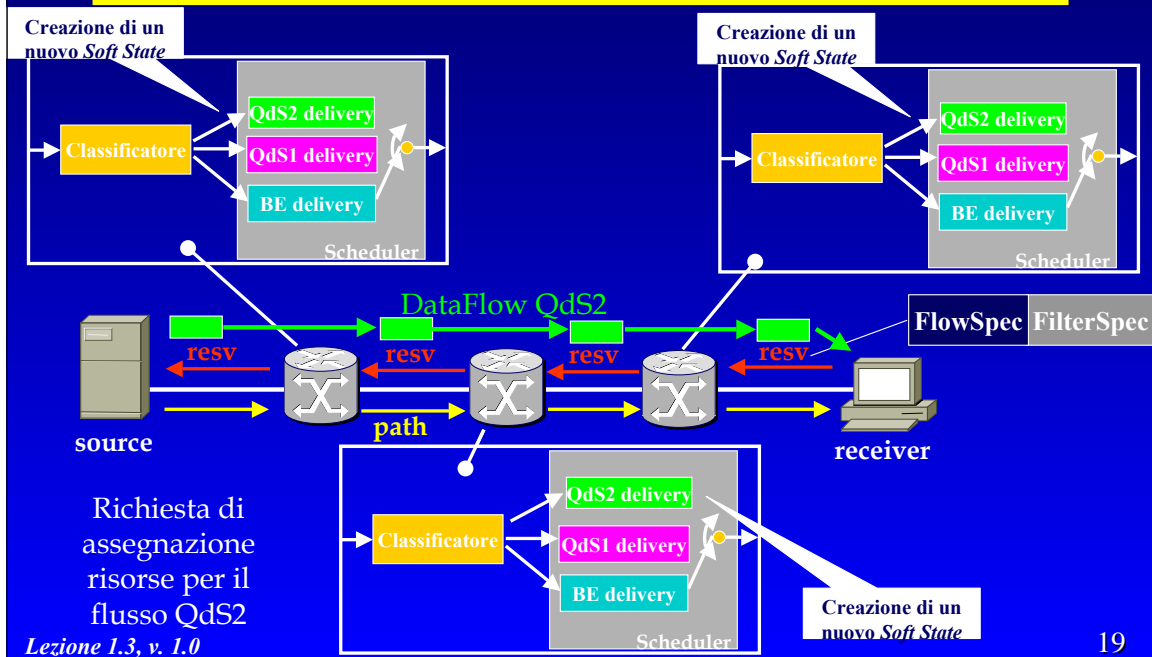 Creazione di un
nuovo Soft State
Classificatore
QdS2 delivery
QdS1 delivery
BE delivery
Scheduler
Creazione di un
nuovo Soft State
Classificatore
QdS2 delivery
QdS1 delivery
BE delivery
Scheduler
DataFlow QdS2
FlowSpec FilterSpec
resv
resv
resv
resv
path
source
receiver
Richiesta di
assegnazione
risorse per il
flusso QdS2
Classificatore
QdS2 delivery
QdS1 delivery
BE delivery
Scheduler
Creazione di un
nuovo Soft State
Lezione 1.3, v. 1.0
19